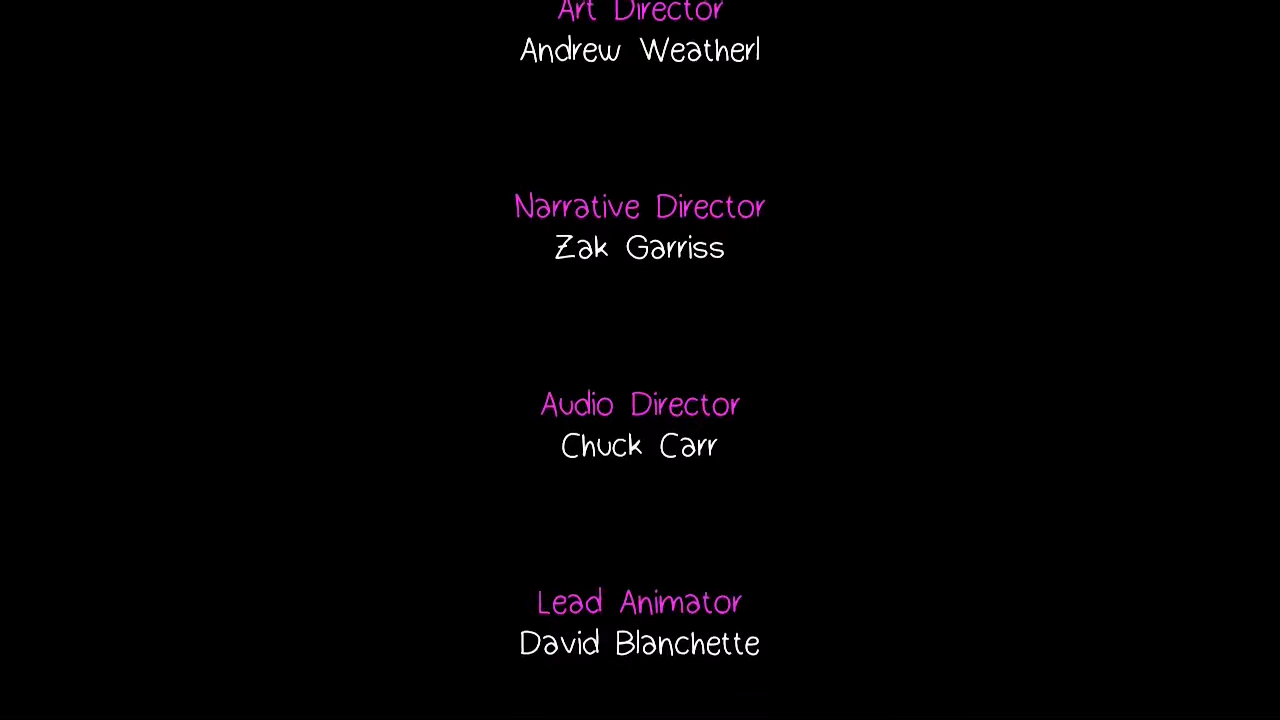 Art Director
Andrew Weatherl
Narrative Director
Zak Garriss
Audio Director
Chuck Carr
Lead Animator
David Blanchette